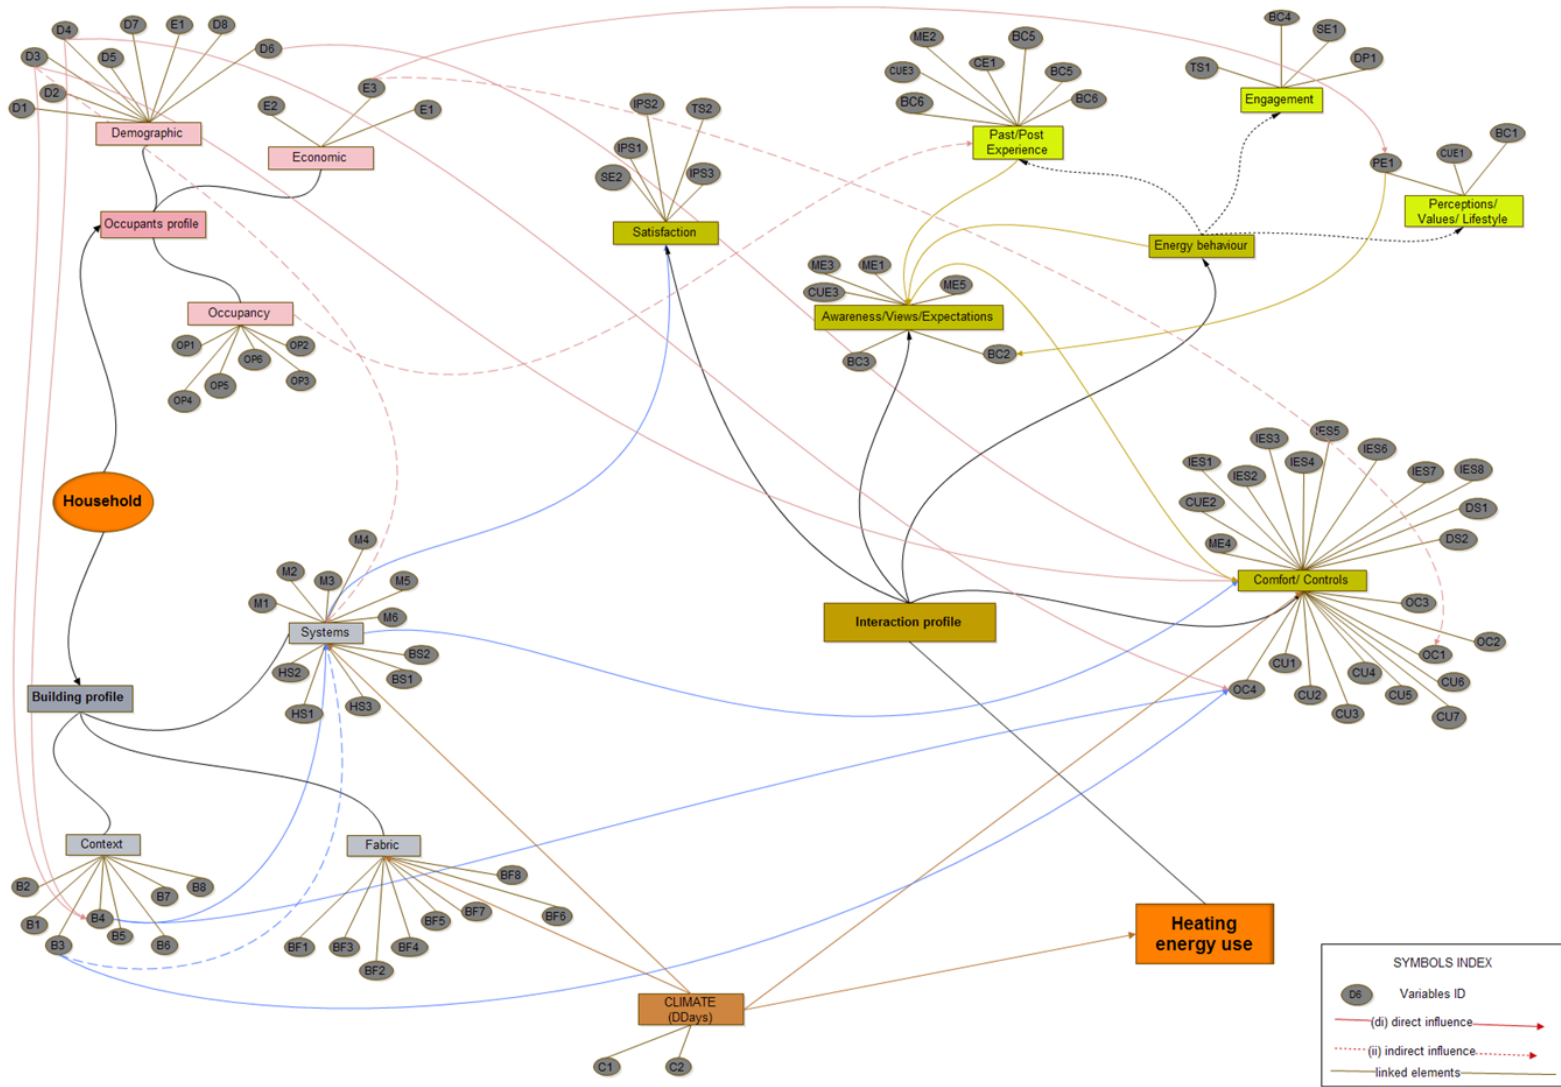 D4
D7
E1
D8
D3
D5
D6
D2
D1
Demographic
E3
E2
E1
Economic
Occupants profile
Occupancy
OP1
OP2
OP6
OP3
OP5
OP4
IPS2
TS2
IPS1
SE2
IPS3
Satisfaction
ME2
BC5
CUE3
CE1
BC5
BC6
BC6
Past/Post
Experience
BC4
SE1
TS1
DP1
Engagement
BC1
CUE1
PE1
Perceptions/
Values/ Lifestyle
Energy behaviour
ME3
ME1
CUE3
ME5
Awareness/Views/Expectations
BC3
BC2
Household
IES3
IES5
IES6
IES1
IES4
IES2
IES7
IES8
CUE2
DS1
ME4
DS2
Comfort/ Controls
OC3
OC2
OC1
CU1
CU4
CU6
OC4
CU2
CU5
CU3
CU7
M4
M2
M3
M5
M1
M6
Systems
BS2
HS2
BS1
HS1
HS3
Interaction profile
Building profile
Context
B2
B7
B8
B1
B4
B5
B3
B6
Fabric
BF8
BF7
BF6
BF5
BF1
BF3
BF4
BF2
Heating
energy use
CLIMATE
(DDays)
C1
C2
SYMBOLS INDEX
D6
Variables ID
(di) direct influence
(ii) indirect influence
linked elements